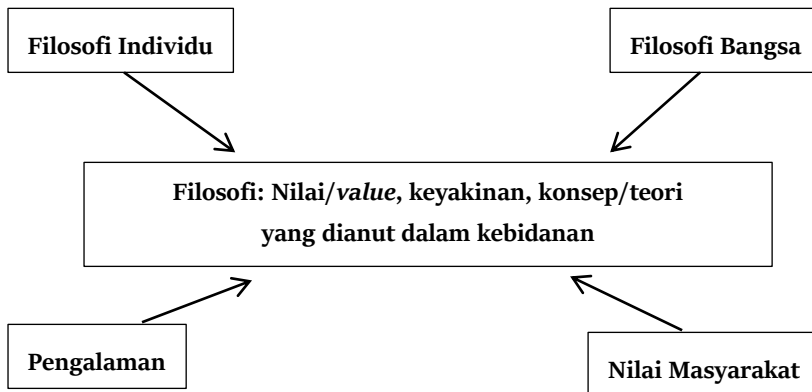 Filosofi Individu
Filosofi Bangsa
Filosofi: Nilai/value, keyakinan, konsep/teori
yang dianut dalam kebidanan
Pengalaman
Nilai Masyarakat